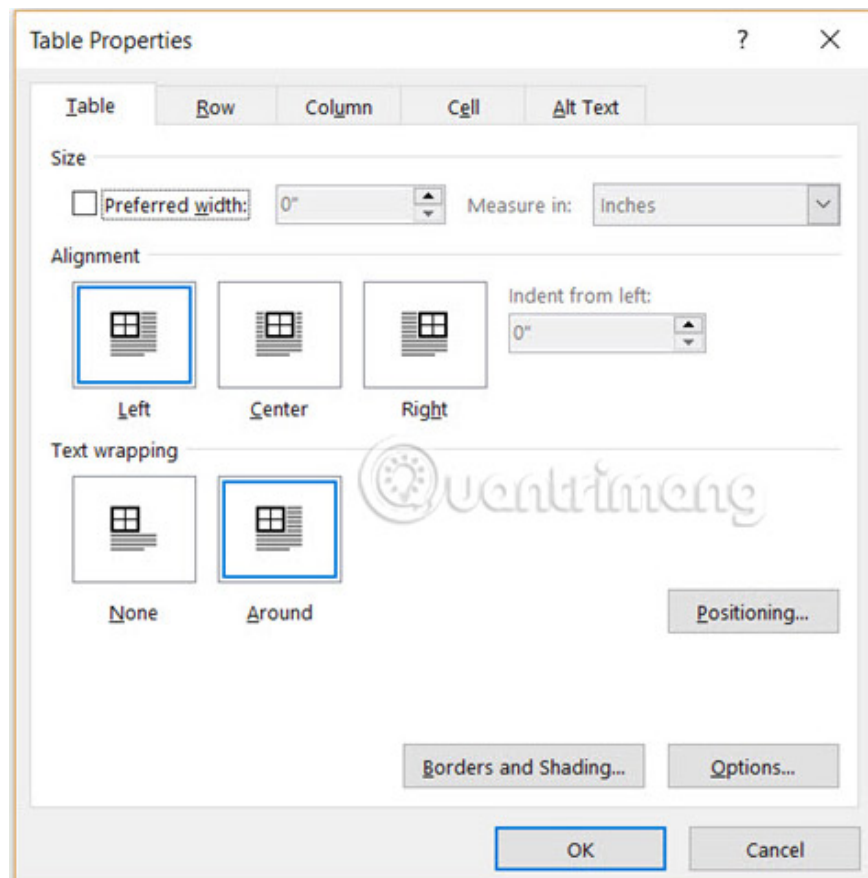 Table Properties ? X
Table Row Column Cell Alt Text
Size
Preferred width: 0" Measure in: Inches
Alignment
Indent from left:
0"
Left Center Right
Text wrapping
Quantrimang
None Around
Positioning...
Borders and Shading... Options...
OK Cancel